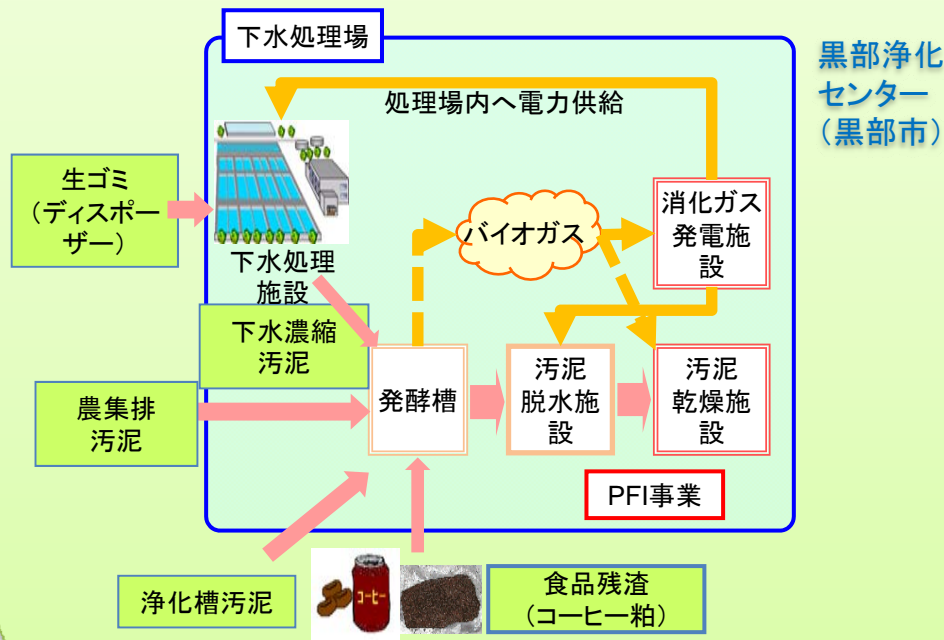 下水処理場
黒部浄化
センター
（黒部市）
処理場内へ電力供給
生ゴミ
（ディスポー
ザー）
下水処理
施設
バイオガス
消化ガス
発電施
設
下水濃縮
汚泥
農集排
汚泥
発酵槽
汚泥
脱水施
設
汚泥
乾燥施
設
PFI事業
浄化槽汚泥
コーヒー
食品残渣
（コーヒー粕）